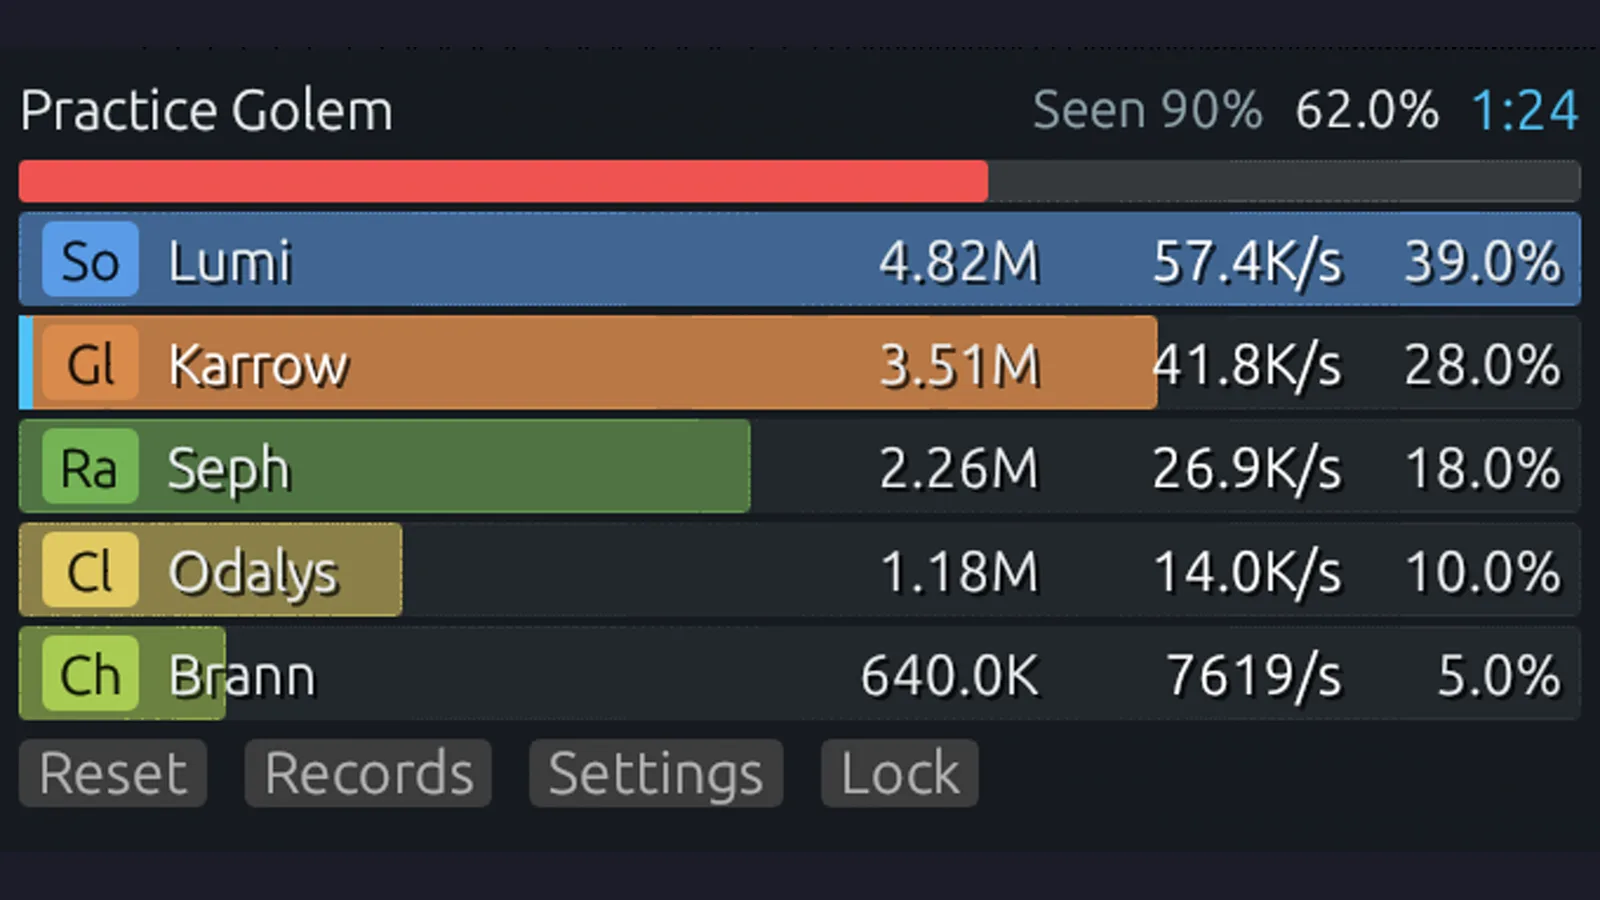 Practice Golem Seen 90% 62.0% 1:24
So Lumi 4.82M 57.4K/s 39.0%
Gl Karrow 3.51M 41.8K/s 28.0%
Ra Seph 2.26M 26.9K/s 18.0%
Cl Odalys 1.18M 14.0K/s 10.0%
Ch Brann 640.0K 7619/s 5.0%
Reset Records Settings Lock